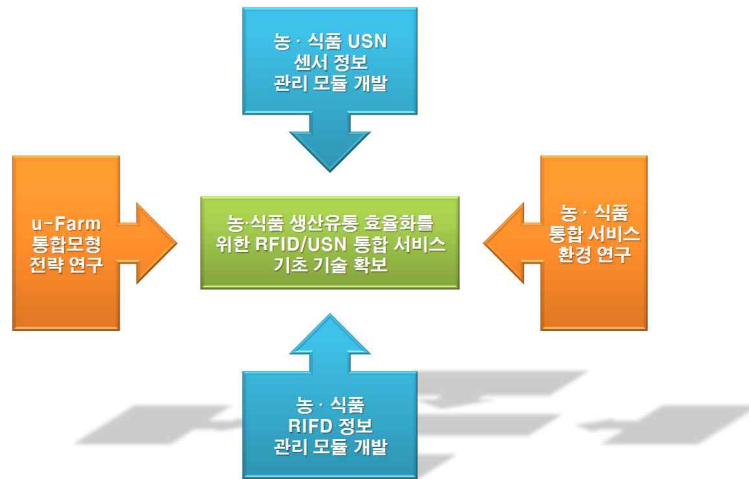 농 · 식품 USN
센서 정보
관리 모듈 개발
u-Farm
통합모형
전략 연구
농·식품 생산유통 효율화를
위한 RFID/USN 통합 서비스
기초 기술 확보
농 · 식품
통합 서비스
환경 연구
농 · 식품
RIFD 정보
관리 모듈 개발